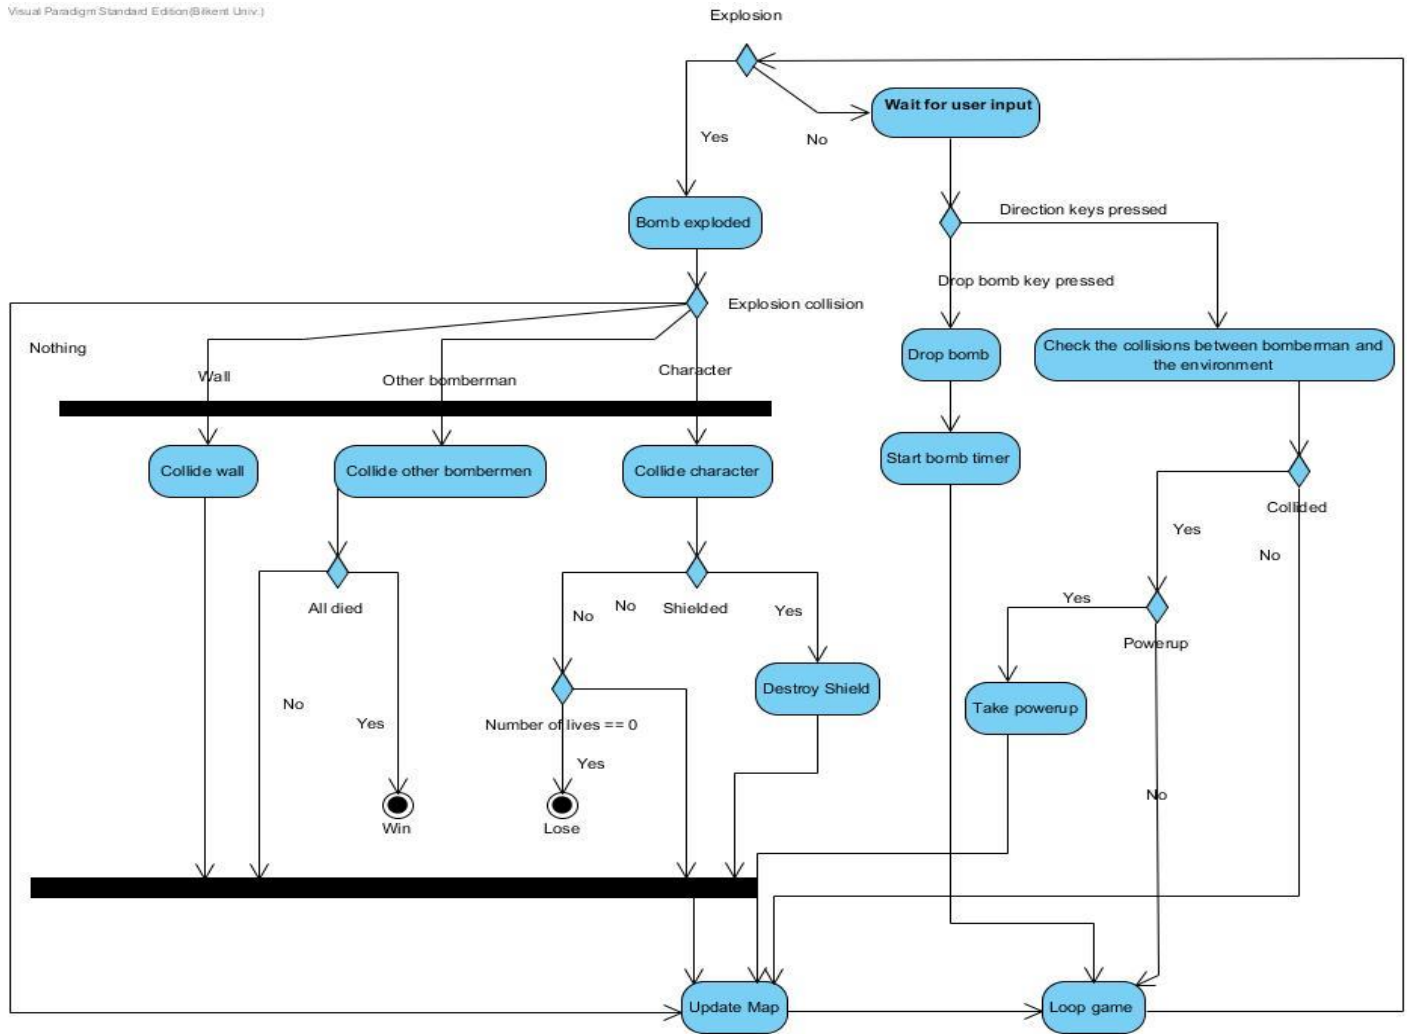 Visual Paradigm Standard Edition(Bilkent Univ.)
Explosion
Wait for user input
Yes
No
Direction keys pressed
Bomb exploded
Drop bomb key pressed
Explosion collision
Nothing
Wall
Other bomberman
Character
Drop bomb
Check the collisions between bomberman and
the environment
Collide wall
Collide other bombermen
Collide character
Start bomb timer
Collided
Yes
No
All died
No
No
Shielded
Yes
Yes
Powerup
Destroy Shield
Take powerup
No
Yes
Number of lives == 0
Yes
No
Win
Lose
Update Map
Loop game